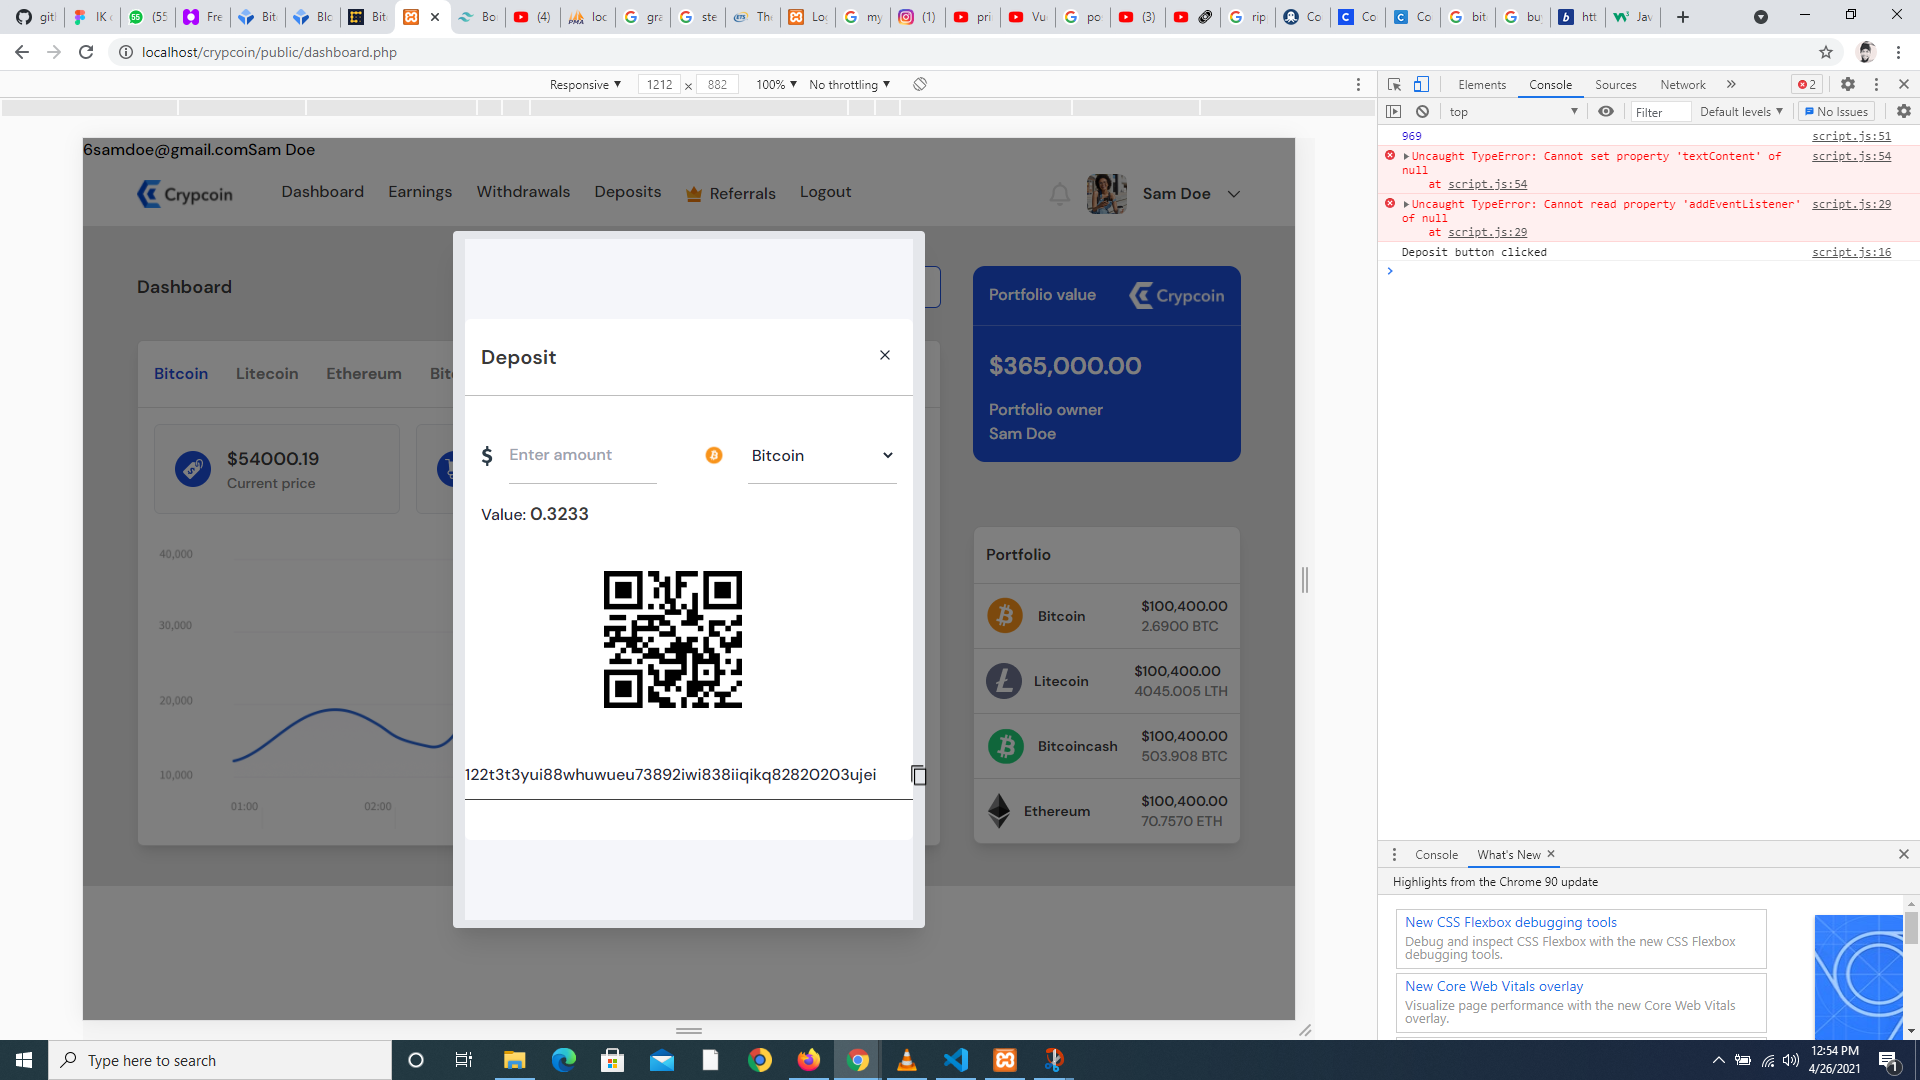 gitl
IK c
(55
Fre
Bitc
Blo
Bitc
Boo
(4)
loc
gra
ste
The
Log
my
(1)
pri
Vu
po
(3)
rip
Co
Co
Co
bit
bu
htt
Jav
localhost/crypcoin/public/dashboard.php
Responsive
1212 × 882
100%
No throttling
Elements
Console
Sources
Network
2
top
Filter
Default levels
No Issues
969 script.js:51
Uncaught TypeError: Cannot set property 'textContent' of script.js:54
null
at script.js:54
Uncaught TypeError: Cannot read property 'addEventListener' script.js:29
of null
at script.js:29
Deposit button clicked script.js:16
6samdoe@gmail.comSam Doe
Crypcoin
Dashboard
Earnings
Withdrawals
Deposits
Referrals
Logout
Sam Doe
Dashboard
Bitcoin
Litecoin
Ethereum
Bit
$54000.19
Current price
40,000
30,000
20,000
10,000
01:00
02:00
Deposit
$ Enter amount
Bitcoin
Value: 0.3233
122t3t3yui88whuwueu73892iwi838iiqikq82820203ujei
Portfolio value
Crypcoin
$365,000.00
Portfolio owner
Sam Doe
Portfolio
Bitcoin
$100,400.00
2.6900 BTC
Litecoin
$100,400.00
4045.005 LTH
Bitcoincash
$100,400.00
503.908 BTC
Ethereum
$100,400.00
70.7570 ETH
Console
What's New
Highlights from the Chrome 90 update
New CSS Flexbox debugging tools
Debug and inspect CSS Flexbox with the new CSS Flexbox
debugging tools.
New Core Web Vitals overlay
Visualize page performance with the new Core Web Vitals
overlay.
Type here to search
12:54 PM
4/26/2021
1